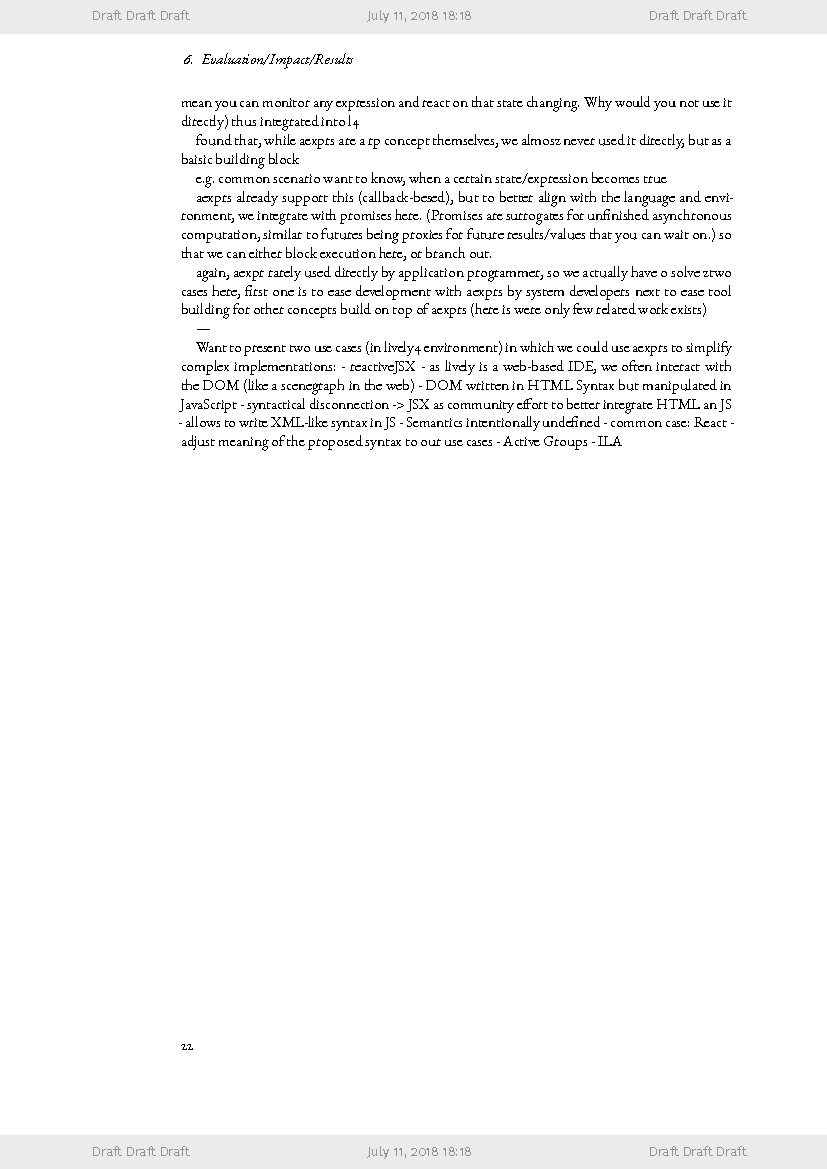 Draft Draft Draft July 11, 2018 18:18 Draft Draft Draft
6. Evaluation/Impact/Results
mean you can monitor any expression and react on that state changing. Why would you not use it
directly) thus integrated into l4
found that, while aexprs are a rp concept themselves, we almosz never used it directly, but as a
baisic building block
e.g. common scenario want to know, when a certain state/expression becomes true
aexprs already support this (callback-besed), but to better align with the language and envi-
ronment, we integrate with promises here. (Promises are surrogates for unfinished asynchronous
computation, similar to futures being proxies for future results/values that you can wait on.) so
that we can either block execution here, or branch out.
again, aexpr rarely used directly by application programmer, so we actually have o solve ztwo
cases here, first one is to ease development with aexprs by system developers next to ease tool
building for other concepts build on top of aexprs (here is were only few related work exists)
—
Want to present two use cases (in lively4 environment) in which we could use aexprs to simplify
complex implementations: - reactiveJSX - as lively is a web-based IDE, we often interact with
the DOM (like a scenegraph in the web) - DOM written in HTML Syntax but manipulated in
JavaScript - syntactical disconnection -> JSX as community effort to better integrate HTML an JS
- allows to write XML-like syntax in JS - Semantics intentionally undefined - common case: React -
adjust meaning of the proposed syntax to our use cases - Active Groups - ILA
22
Draft Draft Draft July 11, 2018 18:18 Draft Draft Draft